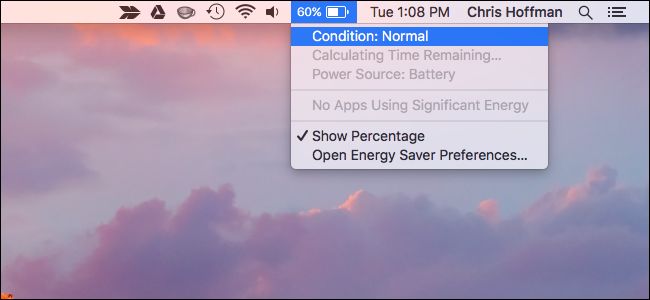 60% Tue 1:08 PM Chris Hoffman
Condition: Normal
Calculating Time Remaining...
Power Source: Battery
No Apps Using Significant Energy
✓ Show Percentage
Open Energy Saver Preferences...